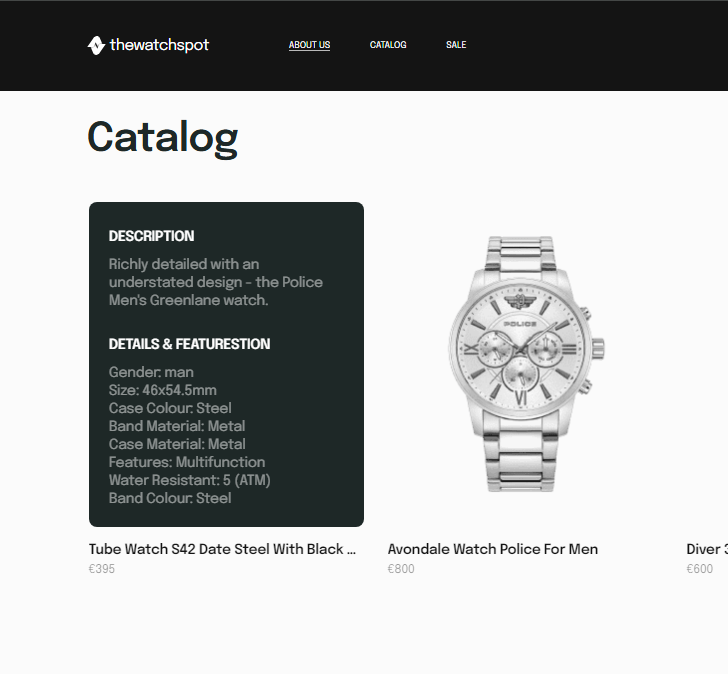 thewatchspot
ABOUT US
CATALOG
SALE
Catalog
DESCRIPTION
Richly detailed with an
understated design - the Police
Men's Greenlane watch.
DETAILS & FEATURESTION
Gender: man
Size: 46x54.5mm
Case Colour: Steel
Band Material: Metal
Case Material: Metal
Features: Multifunction
Water Resistant: 5 (ATM)
Band Colour: Steel
POLICE
Tube Watch S42 Date Steel With Black ...
€395
Avondale Watch Police For Men
€800
Diver
€600